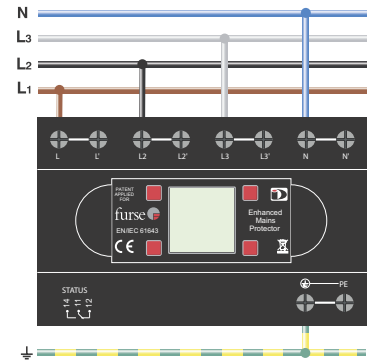 N
L3
L2
L1
L L' L2 L2' L3 L3' N N'
PATENT
APPLIED
FOR
furse
EN/IEC 61643
CE
Enhanced
Mains
Protector
STATUS
14 11 12
PE